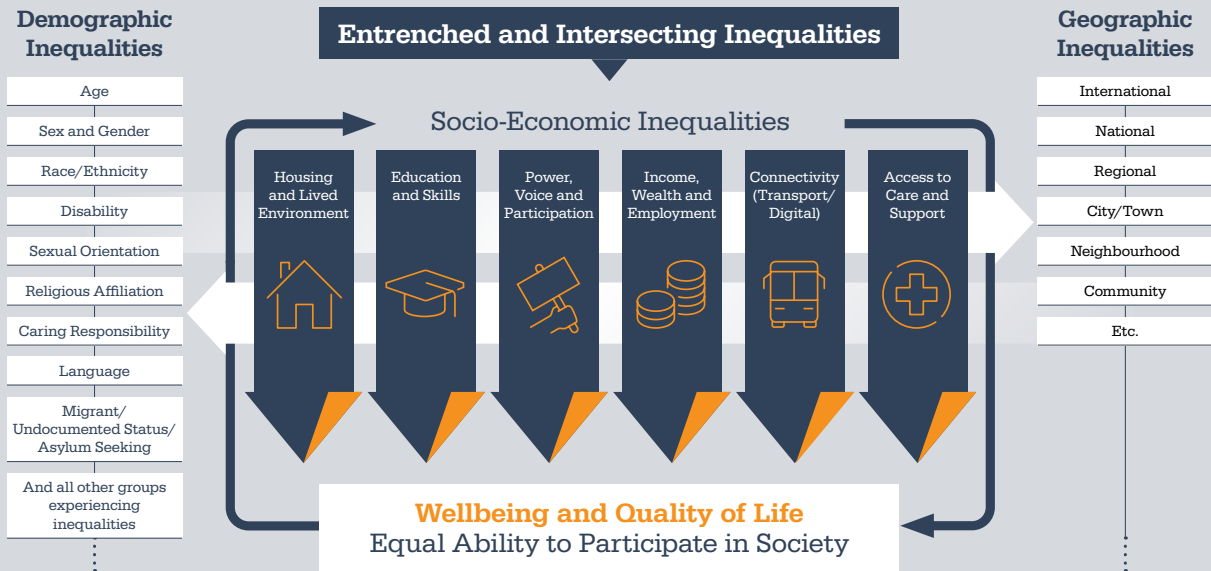 Demographic
Inequalities
Age
Sex and Gender
Race/Ethnicity
Disability
Sexual Orientation
Religious Affiliation
Caring Responsibility
Language
Migrant/
Undocumented Status/
Asylum Seeking
And all other groups
experiencing
inequalities
Entrenched and Intersecting Inequalities
Socio-Economic Inequalities
Housing
and Lived
Environment
Education
and Skills
Power,
Voice and
Participation
Income,
Wealth and
Employment
Connectivity
(Transport/
Digital)
Access to
Care and
Support
Wellbeing and Quality of Life
Equal Ability to Participate in Society
Geographic
Inequalities
International
National
Regional
City/Town
Neighbourhood
Community
Etc.